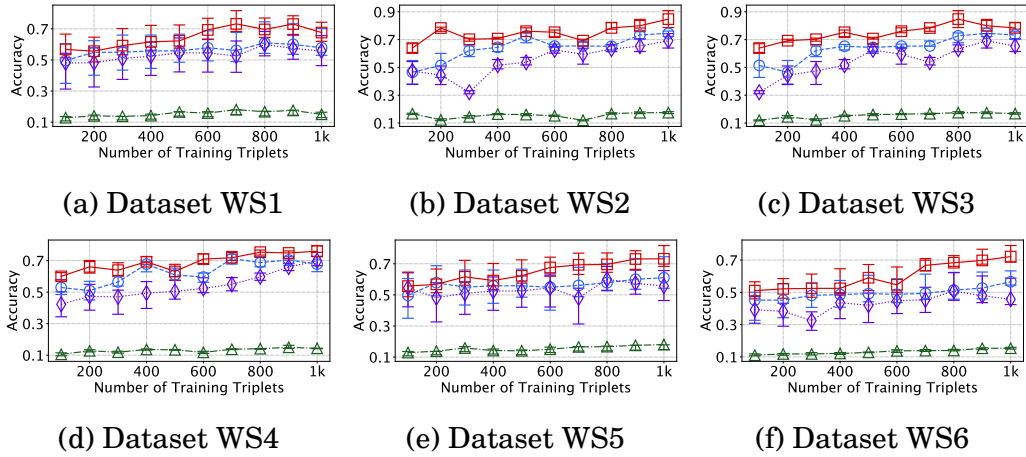 Accuracy
0.7
0.5
0.3
0.1
200 400 600 800 1k
Number of Training Triplets
(a) Dataset WS1
Accuracy
0.9
0.7
0.5
0.3
0.1
200 400 600 800 1k
Number of Training Triplets
(b) Dataset WS2
Accuracy
0.9
0.7
0.5
0.3
0.1
200 400 600 800 1k
Number of Training Triplets
(c) Dataset WS3
Accuracy
0.7
0.5
0.3
0.1
200 400 600 800 1k
Number of Training Triplets
(d) Dataset WS4
Accuracy
0.7
0.5
0.3
0.1
200 400 600 800 1k
Number of Training Triplets
(e) Dataset WS5
Accuracy
0.7
0.5
0.3
0.1
200 400 600 800 1k
Number of Training Triplets
(f) Dataset WS6